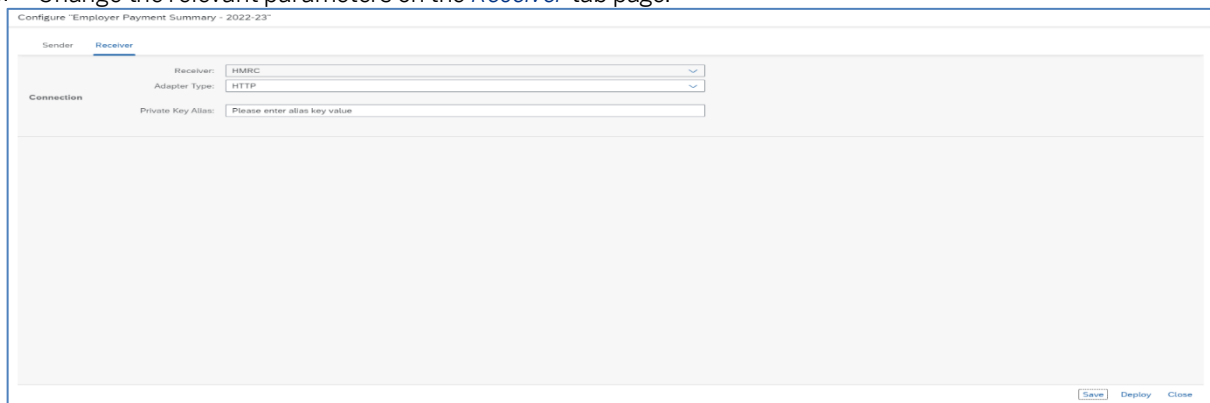 Change the relevant parameters on the Receiver tab page.
Configure "Employer Payment Summary - 2022-23"
Sender Receiver
Receiver: HMRC
Adapter Type: HTTP
Connection
Private Key Alias: Please enter alias key value
Save Deploy Close